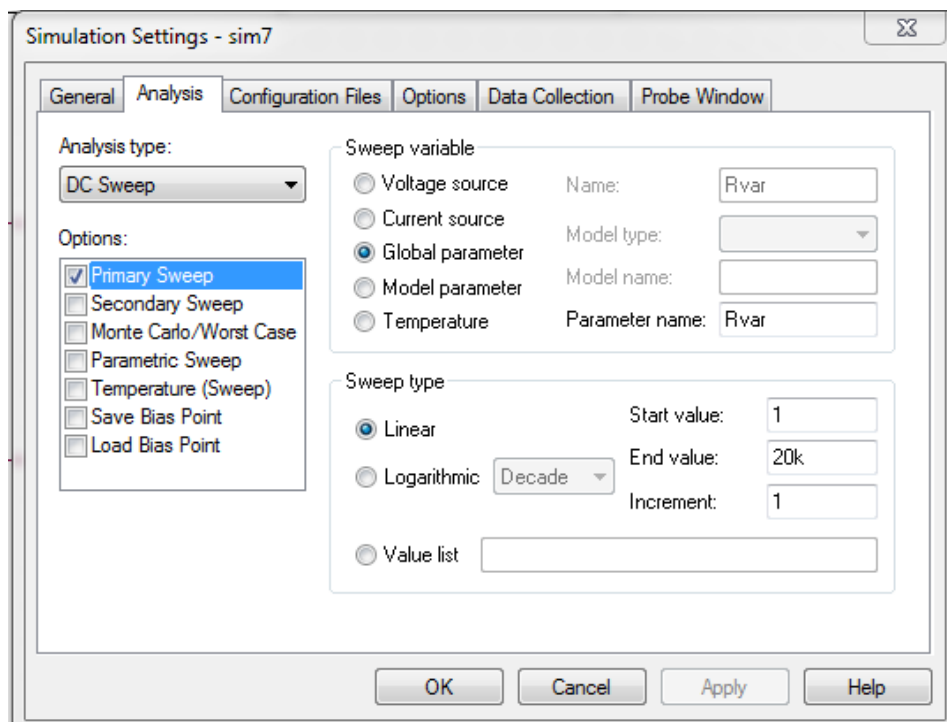 Simulation Settings - sim7
General Analysis Configuration Files Options Data Collection Probe Window
Analysis type:
DC Sweep
Options:
Primary Sweep
Secondary Sweep
Monte Carlo/Worst Case
Parametric Sweep
Temperature (Sweep)
Save Bias Point
Load Bias Point
Sweep variable
Voltage source Name: Rvar
Current source
Model type:
Global parameter
Model name:
Model parameter
Temperature Parameter name: Rvar
Sweep type
Start value: 1
Linear
End value: 20k
Logarithmic Decade
Increment: 1
Value list
OK Cancel Apply Help